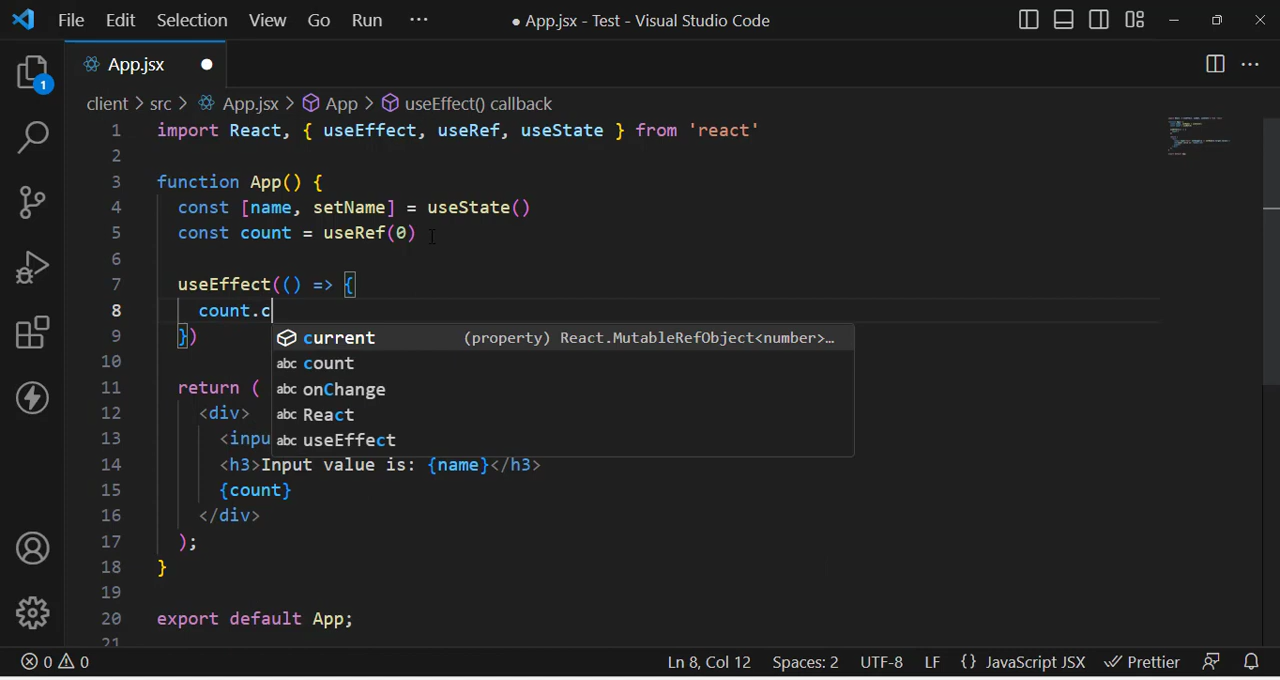 File Edit Selection View Go Run ··· ● App.jsx - Test - Visual Studio Code
App.jsx ●
1
client > src > App.jsx > App > useEffect() callback
1 import React, { useEffect, useRef, useState } from 'react'
2
3 function App() {
4 const [name, setName] = useState()
5 const count = useRef(0)
6
7 useEffect(() => {
8 count.c
9 })
current (property) React.MutableRefObject<number>…
10
count
11 return (
onChange
12 <div>
React
13 <inpu
useEffect
14 <h3>Input value is: {name}</h3>
15 {count}
16 </div>
17 );
18 }
19
20 export default App;
21
0 0 Ln 8, Col 12 Spaces: 2 UTF-8 LF {} JavaScript JSX Prettier